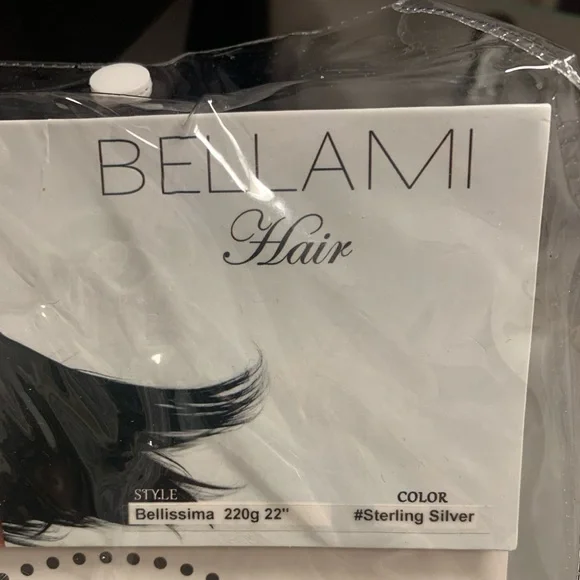 BELLAMI
Hair
STYLE
Bellissima 220g 22"
COLOR
#Sterling Silver